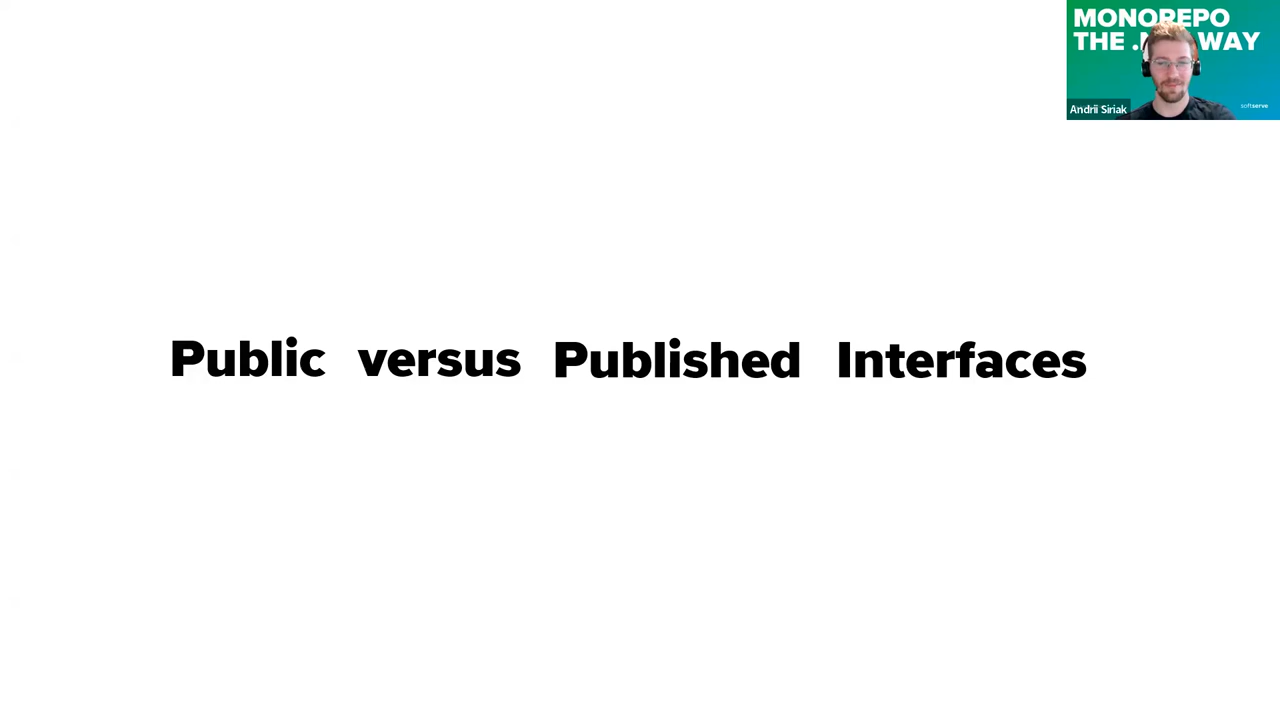 MONOREPO
THE .N WAY
Andrii Siriak
softserve
Public versus Published Interfaces